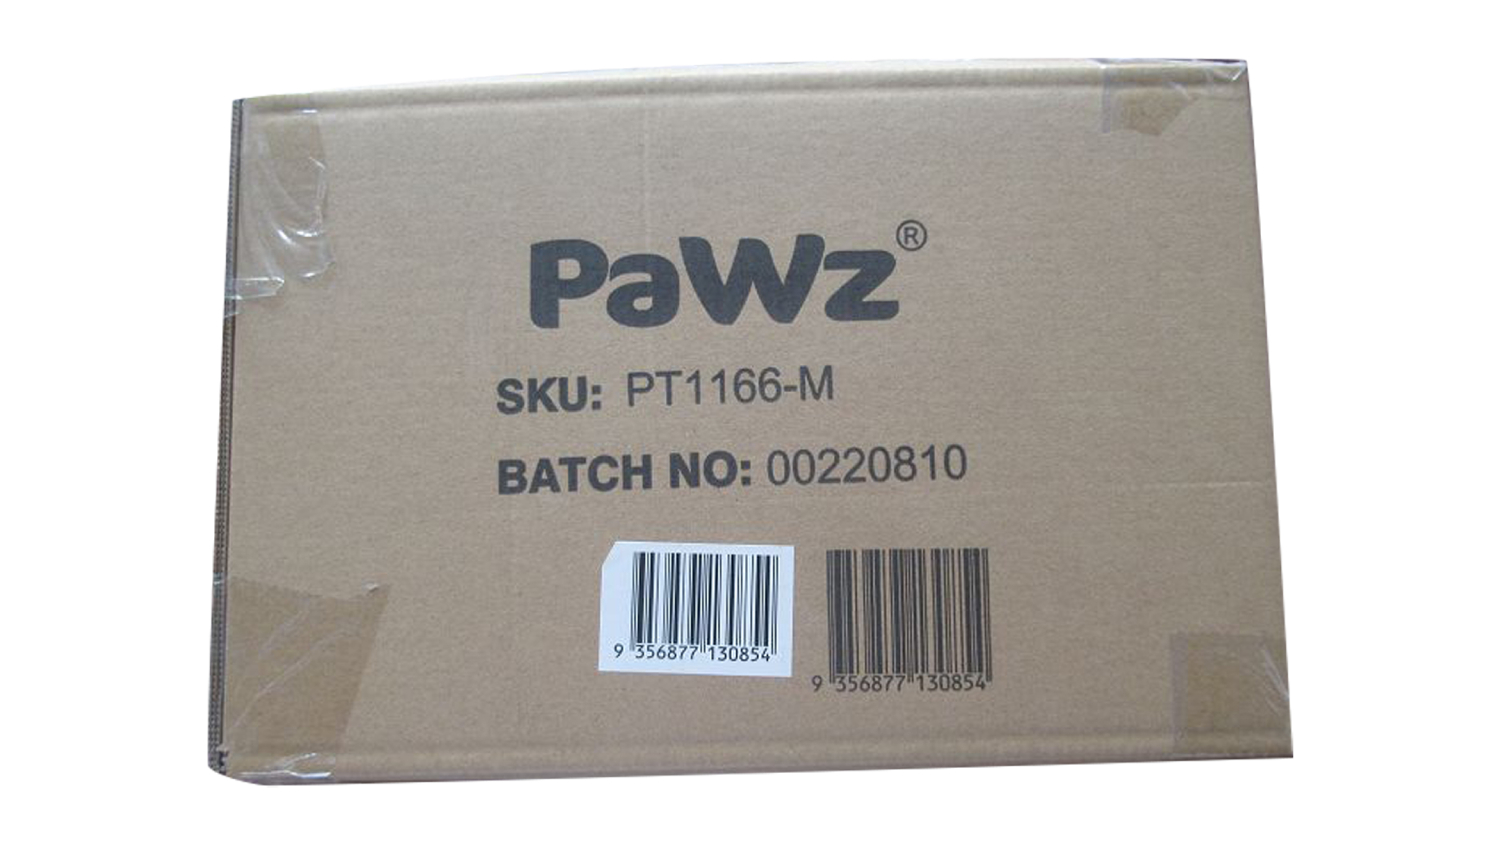 PaWz®
SKU: PT1166-M
BATCH NO: 00220810
9 356877 130854
9 356877 130854